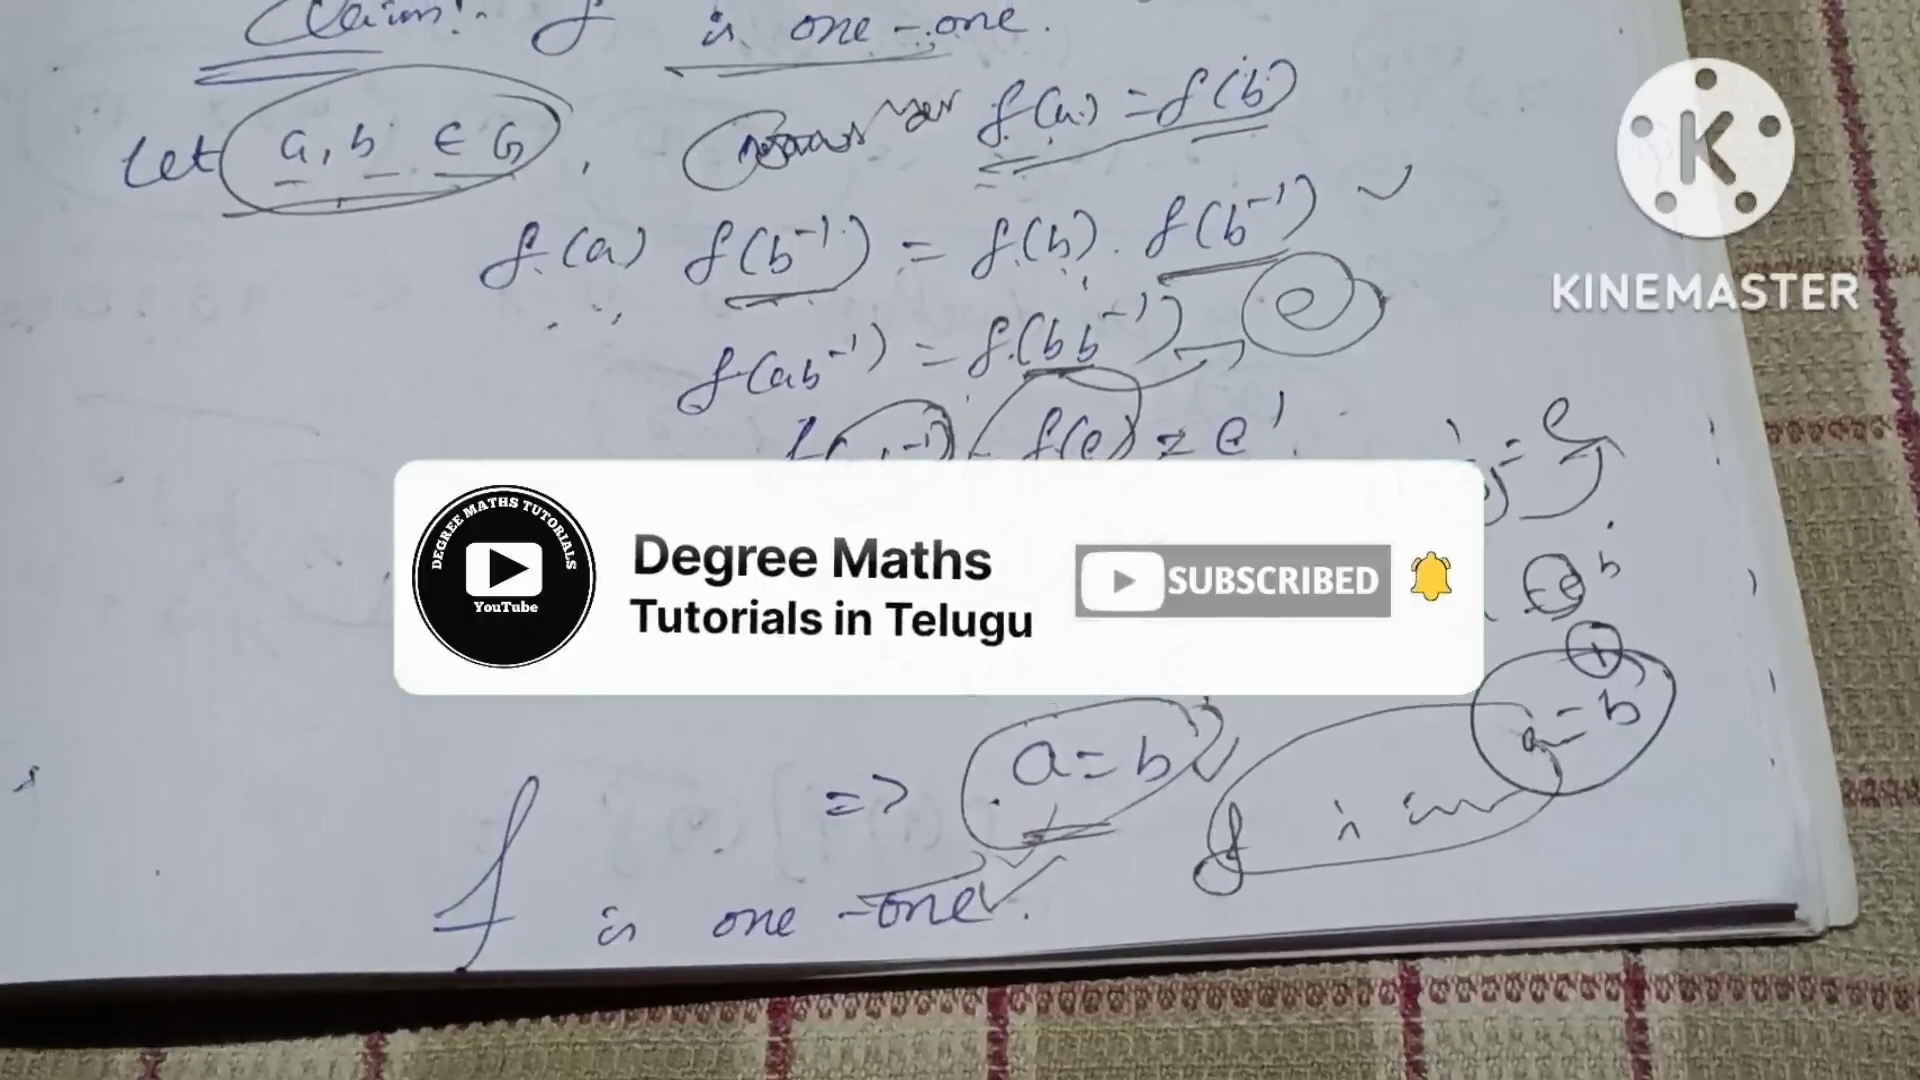 Claim:- f is one-one.
Let a, b ∈ G, f(a) = f(b)
f(a) f(b⁻¹) = f(b). f(b⁻¹)
f(ab⁻¹) = f(bb⁻¹) e
f(e) = e'
=> a = b
a = b
f is
f is one-one.
KINEMASTER
DEGREE MATHS TUTORIALS
YouTube
Degree Maths
Tutorials in Telugu
SUBSCRIBED